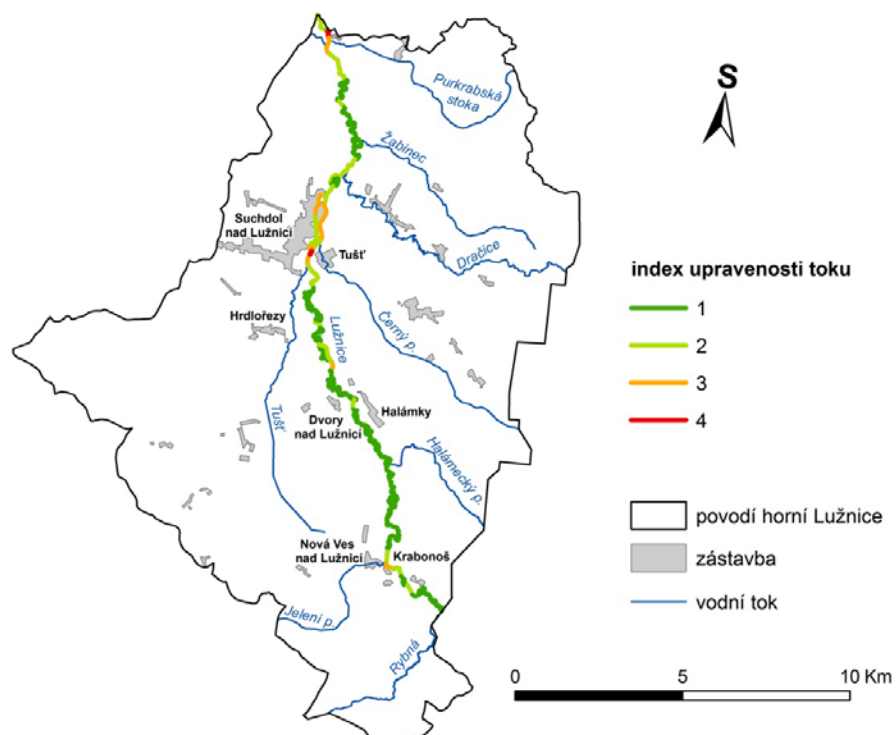 S
Purkrabská
stoka
Žabinec
Suchdol
nad Lužnicí
Tušť
Dračice
Hrdlořezy
Lužnice
Černý p.
Tušť
Dvory
nad Lužnicí
Halámky
Halámecký p.
Nová Ves
nad Lužnicí
Krabonoš
Jelení p.
Rybná
index upravenosti toku
1
2
3
4
povodí horní Lužnice
zástavba
vodní tok
0 5 10 Km